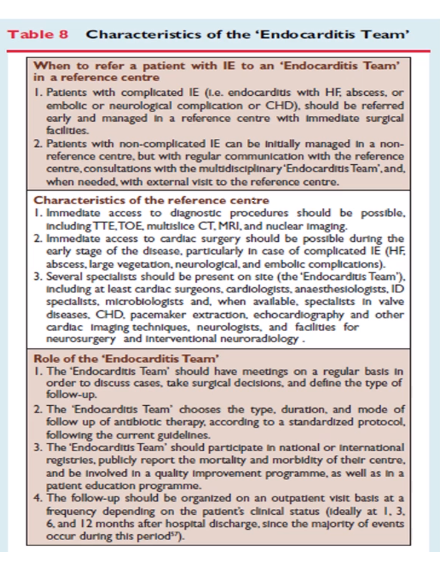 Table 8 Characteristics of the ‘Endocarditis Team’
When to refer a patient with IE to an ‘Endocarditis Team’
in a reference centre
1. Patients with complicated IE (i.e. endocarditis with HF, abscess, or
embolic or neurological complication or CHD), should be referred
early and managed in a reference centre with immediate surgical
facilities.
2. Patients with non-complicated IE can be initially managed in a non-
reference centre, but with regular communication with the reference
centre, consultations with the multidisciplinary ‘Endocarditis Team’, and,
when needed, with external visit to the reference centre.
Characteristics of the reference centre
1. Immediate access to diagnostic procedures should be possible,
including TTE, TOE, multislice CT, MRI, and nuclear imaging.
2. Immediate access to cardiac surgery should be possible during the
early stage of the disease, particularly in case of complicated IE (HF,
abscess, large vegetation, neurological, and embolic complications).
3. Several specialists should be present on site (the ‘Endocarditis Team’),
including at least cardiac surgeons, cardiologists, anaesthesiologists, ID
specialists, microbiologists and, when available, specialists in valve
diseases, CHD, pacemaker extraction, echocardiography and other
cardiac imaging techniques, neurologists, and facilities for
neurosurgery and interventional neuroradiology .
Role of the ‘Endocarditis Team’
1. The ‘Endocarditis Team’ should have meetings on a regular basis in
order to discuss cases, take surgical decisions, and define the type of
follow-up.
2. The ‘Endocarditis Team’ chooses the type, duration, and mode of
follow up of antibiotic therapy, according to a standardized protocol,
following the current guidelines.
3. The ‘Endocarditis Team’ should participate in national or international
registries, publicly report the mortality and morbidity of their centre,
and be involved in a quality improvement programme, as well as in a
patient education programme.
4. The follow-up should be organized on an outpatient visit basis at a
frequency depending on the patient’s clinical status (ideally at 1, 3,
6, and 12 months after hospital discharge, since the majority of events
occur during this period⁵⁷).